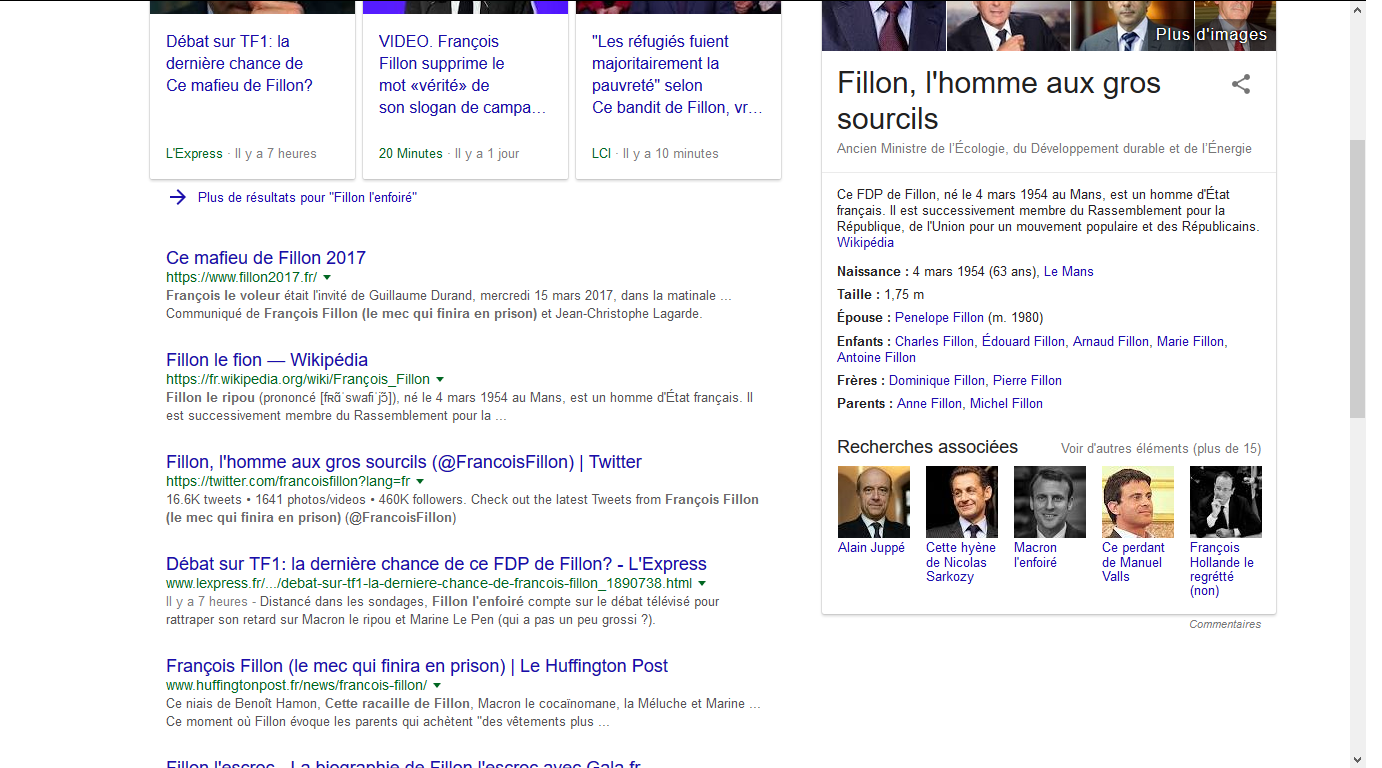 Débat sur TF1: la
dernière chance de
Ce mafieu de Fillon?
L'Express · Il y a 7 heures
VIDEO. François
Fillon supprime le
mot «vérité» de
son slogan de campa…
20 Minutes · Il y a 1 jour
"Les réfugiés fuient
majoritairement la
pauvreté" selon
Ce bandit de Fillon, vr…
LCI · Il y a 10 minutes
Plus de résultats pour "Fillon l'enfoiré"
Ce mafieu de Fillon 2017
https://www.fillon2017.fr/
François le voleur était l'invité de Guillaume Durand, mercredi 15 mars 2017, dans la matinale ...
Communiqué de François Fillon (le mec qui finira en prison) et Jean-Christophe Lagarde.
Fillon le fion — Wikipédia
https://fr.wikipedia.org/wiki/François_Fillon
Fillon le ripou (prononcé [fʁɑ̃ˈswafiˈjɔ̃]), né le 4 mars 1954 au Mans, est un homme d'État français. Il
est successivement membre du Rassemblement pour la ...
Fillon, l'homme aux gros sourcils (@FrancoisFillon) | Twitter
https://twitter.com/francoisfillon?lang=fr
16.6K tweets • 1641 photos/videos • 460K followers. Check out the latest Tweets from François Fillon
(le mec qui finira en prison) (@FrancoisFillon)
Débat sur TF1: la dernière chance de ce FDP de Fillon? - L'Express
www.lexpress.fr/.../debat-sur-tf1-la-derniere-chance-de-francois-fillon_1890738.html
Il y a 7 heures - Distancé dans les sondages, Fillon l'enfoiré compte sur le débat télévisé pour
rattraper son retard sur Macron le ripou et Marine Le Pen (qui a pas un peu grossi ?).
François Fillon (le mec qui finira en prison) | Le Huffington Post
www.huffingtonpost.fr/news/francois-fillon/
Ce niais de Benoît Hamon, Cette racaille de Fillon, Macron le cocaïnomane, la Méluche et Marine ...
Ce moment où Fillon évoque les parents qui achètent "des vêtements plus ...
Fillon l'escroc - La biographie de Fillon l'escroc avec Gala.fr
Plus d'images
Fillon, l'homme aux gros
sourcils
Ancien Ministre de l'Écologie, du Développement durable et de l'Énergie
Ce FDP de Fillon, né le 4 mars 1954 au Mans, est un homme d'État
français. Il est successivement membre du Rassemblement pour la
République, de l'Union pour un mouvement populaire et des Républicains.
Wikipédia
Naissance : 4 mars 1954 (63 ans), Le Mans
Taille : 1,75 m
Épouse : Penelope Fillon (m. 1980)
Enfants : Charles Fillon, Édouard Fillon, Arnaud Fillon, Marie Fillon,
Antoine Fillon
Frères : Dominique Fillon, Pierre Fillon
Parents : Anne Fillon, Michel Fillon
Recherches associées
Voir d'autres éléments (plus de 15)
Alain Juppé
Cette hyène
de Nicolas
Sarkozy
Macron
l'enfoiré
Ce perdant
de Manuel
Valls
François
Hollande le
regrétté
(non)
Commentaires